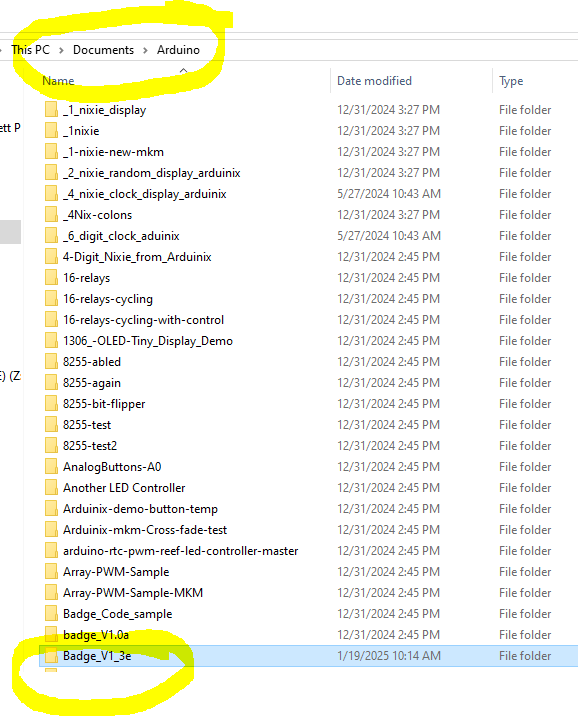 This PC > Documents > Arduino
Name Date modified Type
_1_nixie_display 12/31/2024 3:27 PM File folder
_1nixie 12/31/2024 3:27 PM File folder
_1-nixie-new-mkm 12/31/2024 3:27 PM File folder
_2_nixie_random_display_arduinix 12/31/2024 3:27 PM File folder
_4_nixie_clock_display_arduinix 5/27/2024 10:43 AM File folder
_4Nix-colons 12/31/2024 3:27 PM File folder
_6_digit_clock_aduinix 5/27/2024 10:43 AM File folder
4-Digit_Nixie_from_Arduinix 12/31/2024 2:45 PM File folder
16-relays 12/31/2024 2:45 PM File folder
16-relays-cycling 12/31/2024 2:45 PM File folder
16-relays-cycling-with-control 12/31/2024 2:45 PM File folder
1306_-OLED-Tiny_Display_Demo 12/31/2024 2:45 PM File folder
8255-abled 12/31/2024 2:45 PM File folder
8255-again 12/31/2024 2:45 PM File folder
8255-bit-flipper 12/31/2024 2:45 PM File folder
8255-test 12/31/2024 2:45 PM File folder
8255-test2 12/31/2024 2:45 PM File folder
AnalogButtons-A0 12/31/2024 2:45 PM File folder
Another LED Controller 12/31/2024 2:45 PM File folder
Arduinix-demo-button-temp 12/31/2024 2:45 PM File folder
Arduinix-mkm-Cross-fade-test 12/31/2024 2:45 PM File folder
arduino-rtc-pwm-reef-led-controller-master 12/31/2024 2:45 PM File folder
Array-PWM-Sample 12/31/2024 2:45 PM File folder
Array-PWM-Sample-MKM 12/31/2024 2:45 PM File folder
Badge_Code_sample 12/31/2024 2:45 PM File folder
badge_V1.0a 12/31/2024 2:45 PM File folder
Badge_V1_3e 1/19/2025 10:14 AM File folder